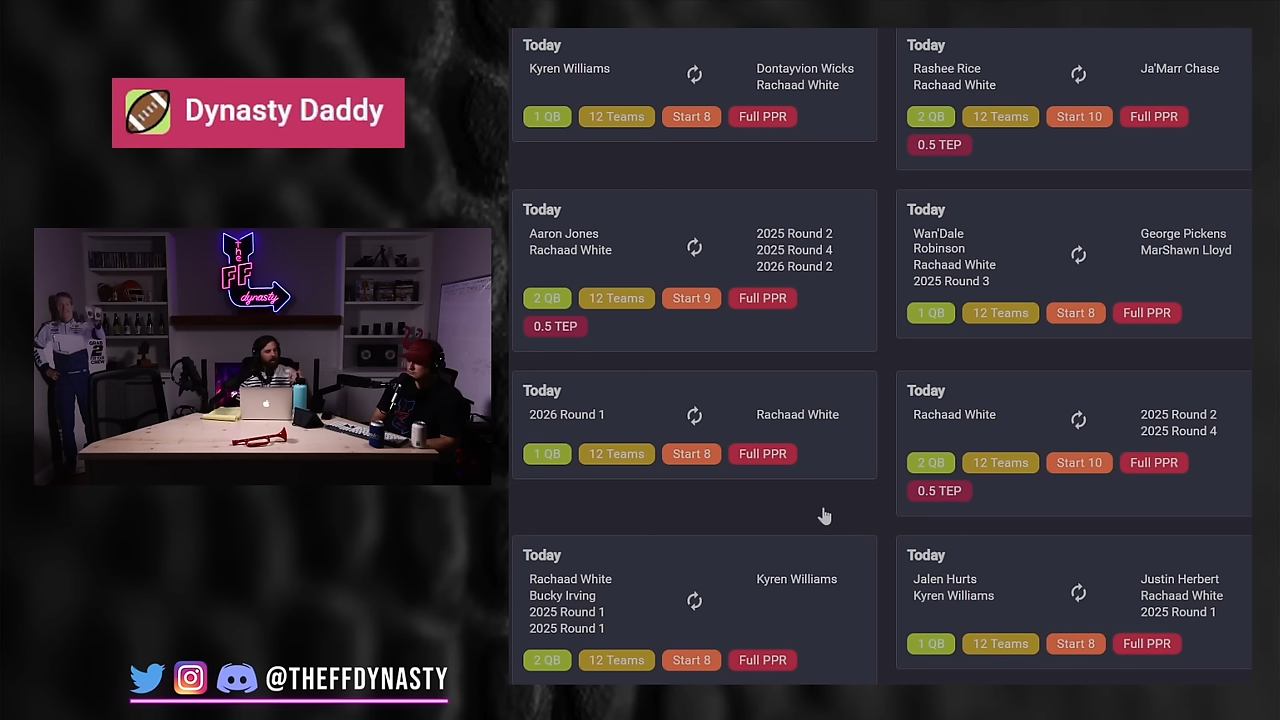 Dynasty Daddy
The
FF
dynasty
@THEFFDYNASTY
Today
Kyren Williams
Dontayvion Wicks
Rachaad White
1 QB
12 Teams
Start 8
Full PPR
Today
Rashee Rice
Rachaad White
Ja'Marr Chase
2 QB
12 Teams
Start 10
Full PPR
0.5 TEP
Today
Aaron Jones
Rachaad White
2025 Round 2
2025 Round 4
2026 Round 2
2 QB
12 Teams
Start 9
Full PPR
0.5 TEP
Today
Wan'Dale
Robinson
Rachaad White
2025 Round 3
George Pickens
MarShawn Lloyd
1 QB
12 Teams
Start 8
Full PPR
Today
2026 Round 1
Rachaad White
1 QB
12 Teams
Start 8
Full PPR
Today
Rachaad White
2025 Round 2
2025 Round 4
2 QB
12 Teams
Start 10
Full PPR
0.5 TEP
Today
Rachaad White
Bucky Irving
2025 Round 1
2025 Round 1
Kyren Williams
2 QB
12 Teams
Start 8
Full PPR
Today
Jalen Hurts
Kyren Williams
Justin Herbert
Rachaad White
2025 Round 1
1 QB
12 Teams
Start 8
Full PPR